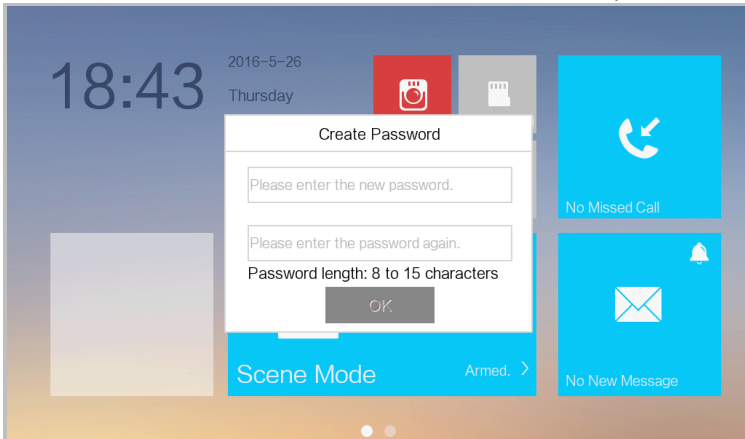 18:43
2016-5-26
Thursday
Create Password
Please enter the new password.
Please enter the password again.
Password length: 8 to 15 characters
OK
No Missed Call
Scene Mode
Armed.
No New Message